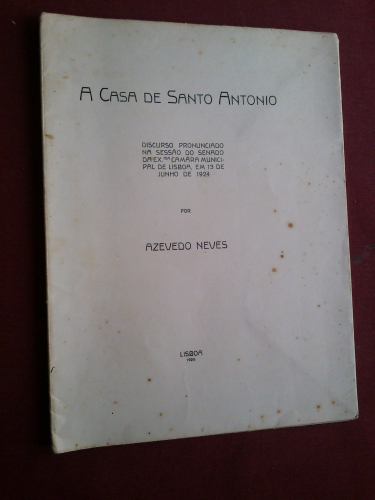 A CASA DE SANTO ANTONIO
DISCURSO PRONUNCIADO
NA SESSÃO DO SENADO
DA EX.MA CAMÁRA MUNICI-
PAL DE LISBOA, EM 13 DE
JUNHO DE 1924
POR
AZEVEDO NEVES
LISBOA